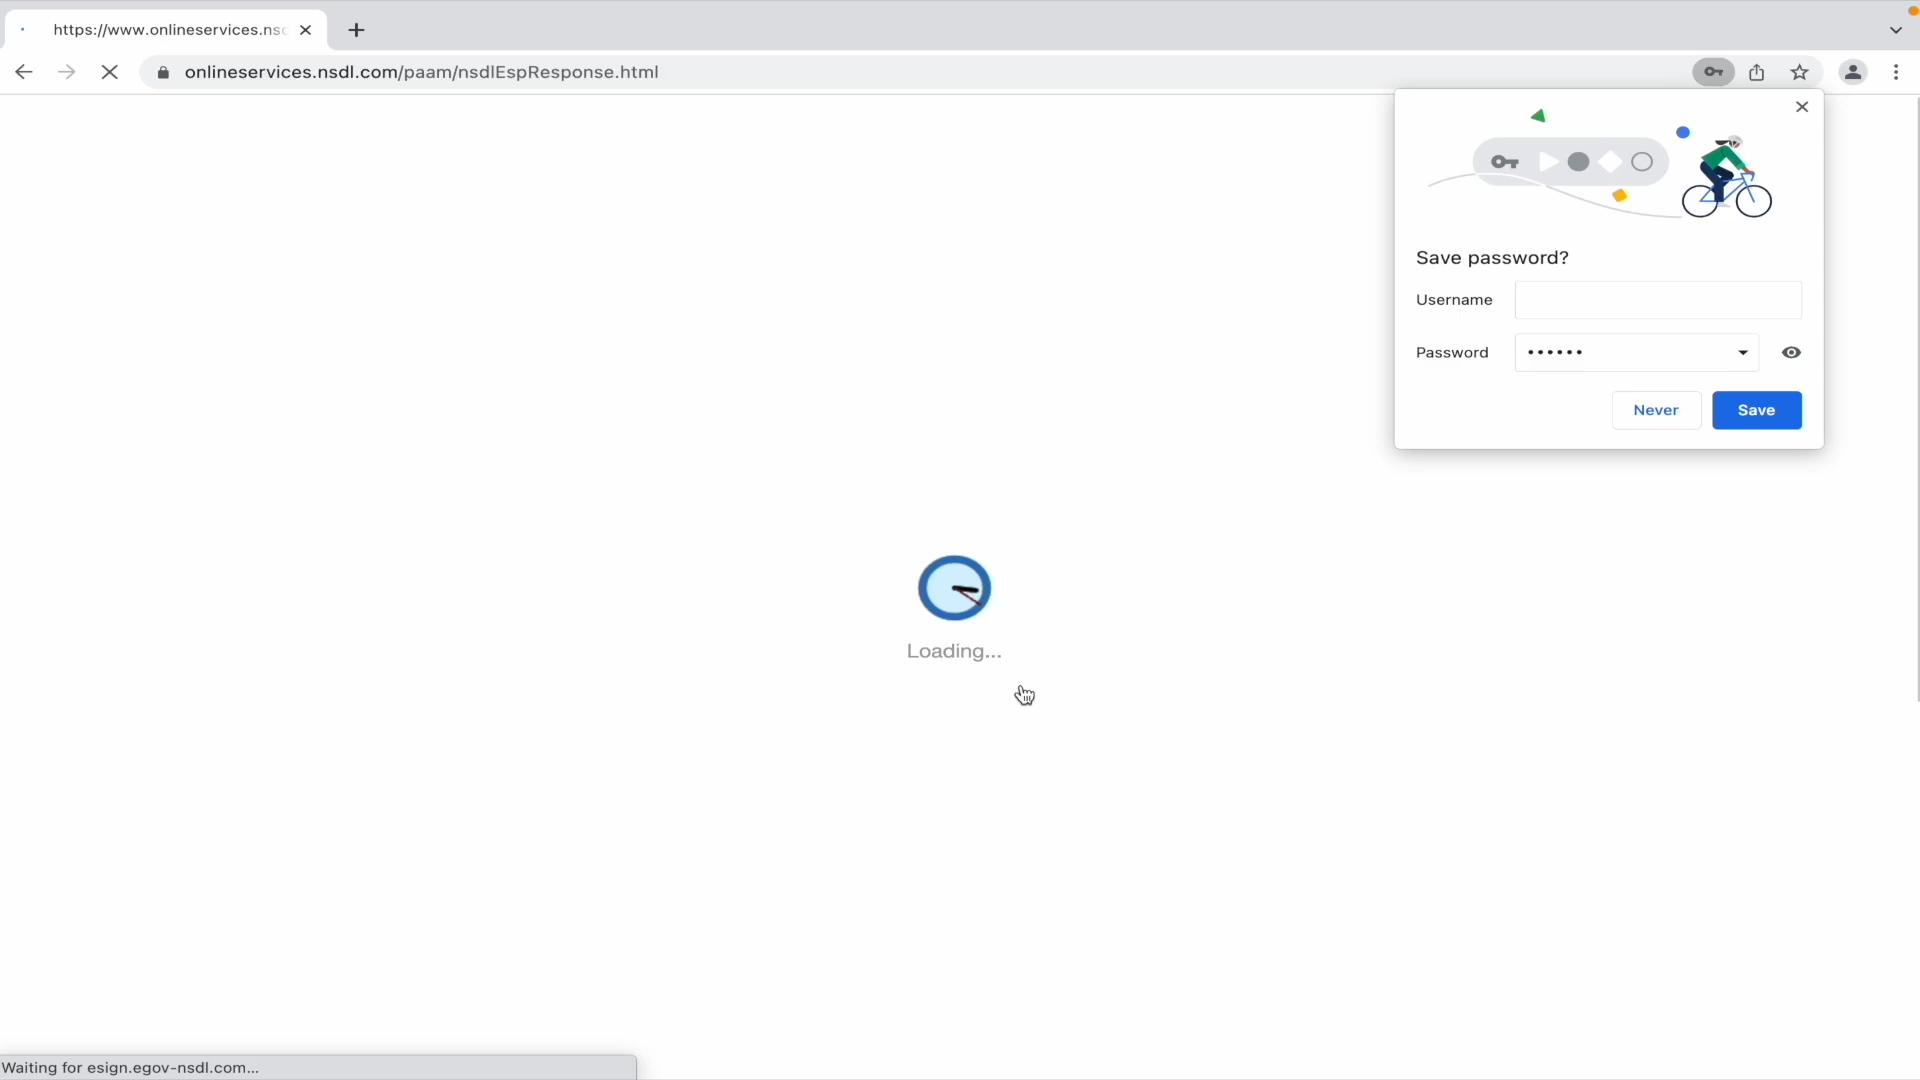 https://www.onlineservices.nsd
onlineservices.nsdl.com/paam/nsdlEspResponse.html
Save password?
Username
Password ••••••
Never Save
Loading...
Waiting for esign.egov-nsdl.com...